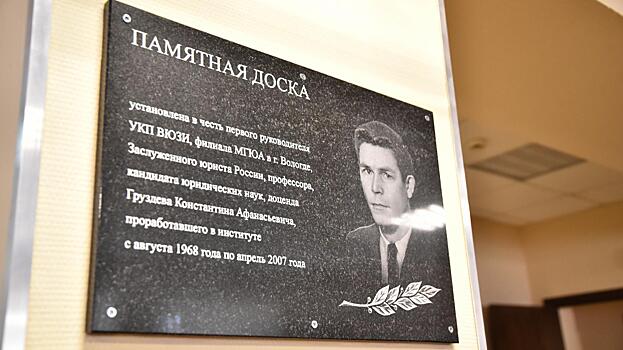 ПАМЯТНАЯ ДОСКА
установлена в честь первого руководителя
УКП ВЮЗИ, филиала МГЮА в г. Вологде,
Заслуженного юриста России, профессора,
кандидата юридических наук, доцента
Груздева Константина Афанасьевича,
проработавшего в институте
с августа 1968 года по апрель 2007 года